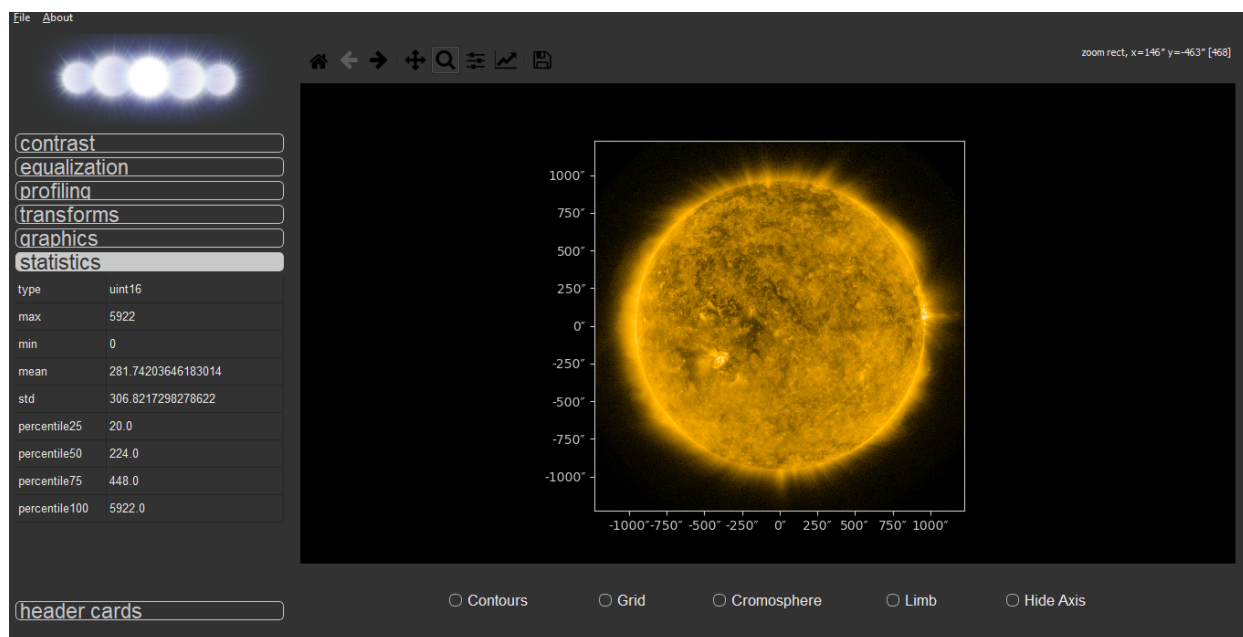 File About
zoom rect, x=146″ y=-463″ [468]
contrast
equalization
profiling
transforms
graphics
statistics
type uint16
max 5922
min 0
mean 281.74203646183014
std 306.8217298278622
percentile25 20.0
percentile50 224.0
percentile75 448.0
percentile100 5922.0
header cards
1000″
750″
500″
250″
0″
-250″
-500″
-750″
-1000″
-1000″ -750″ -500″ -250″ 0″ 250″ 500″ 750″ 1000″
Contours Grid Cromosphere Limb Hide Axis